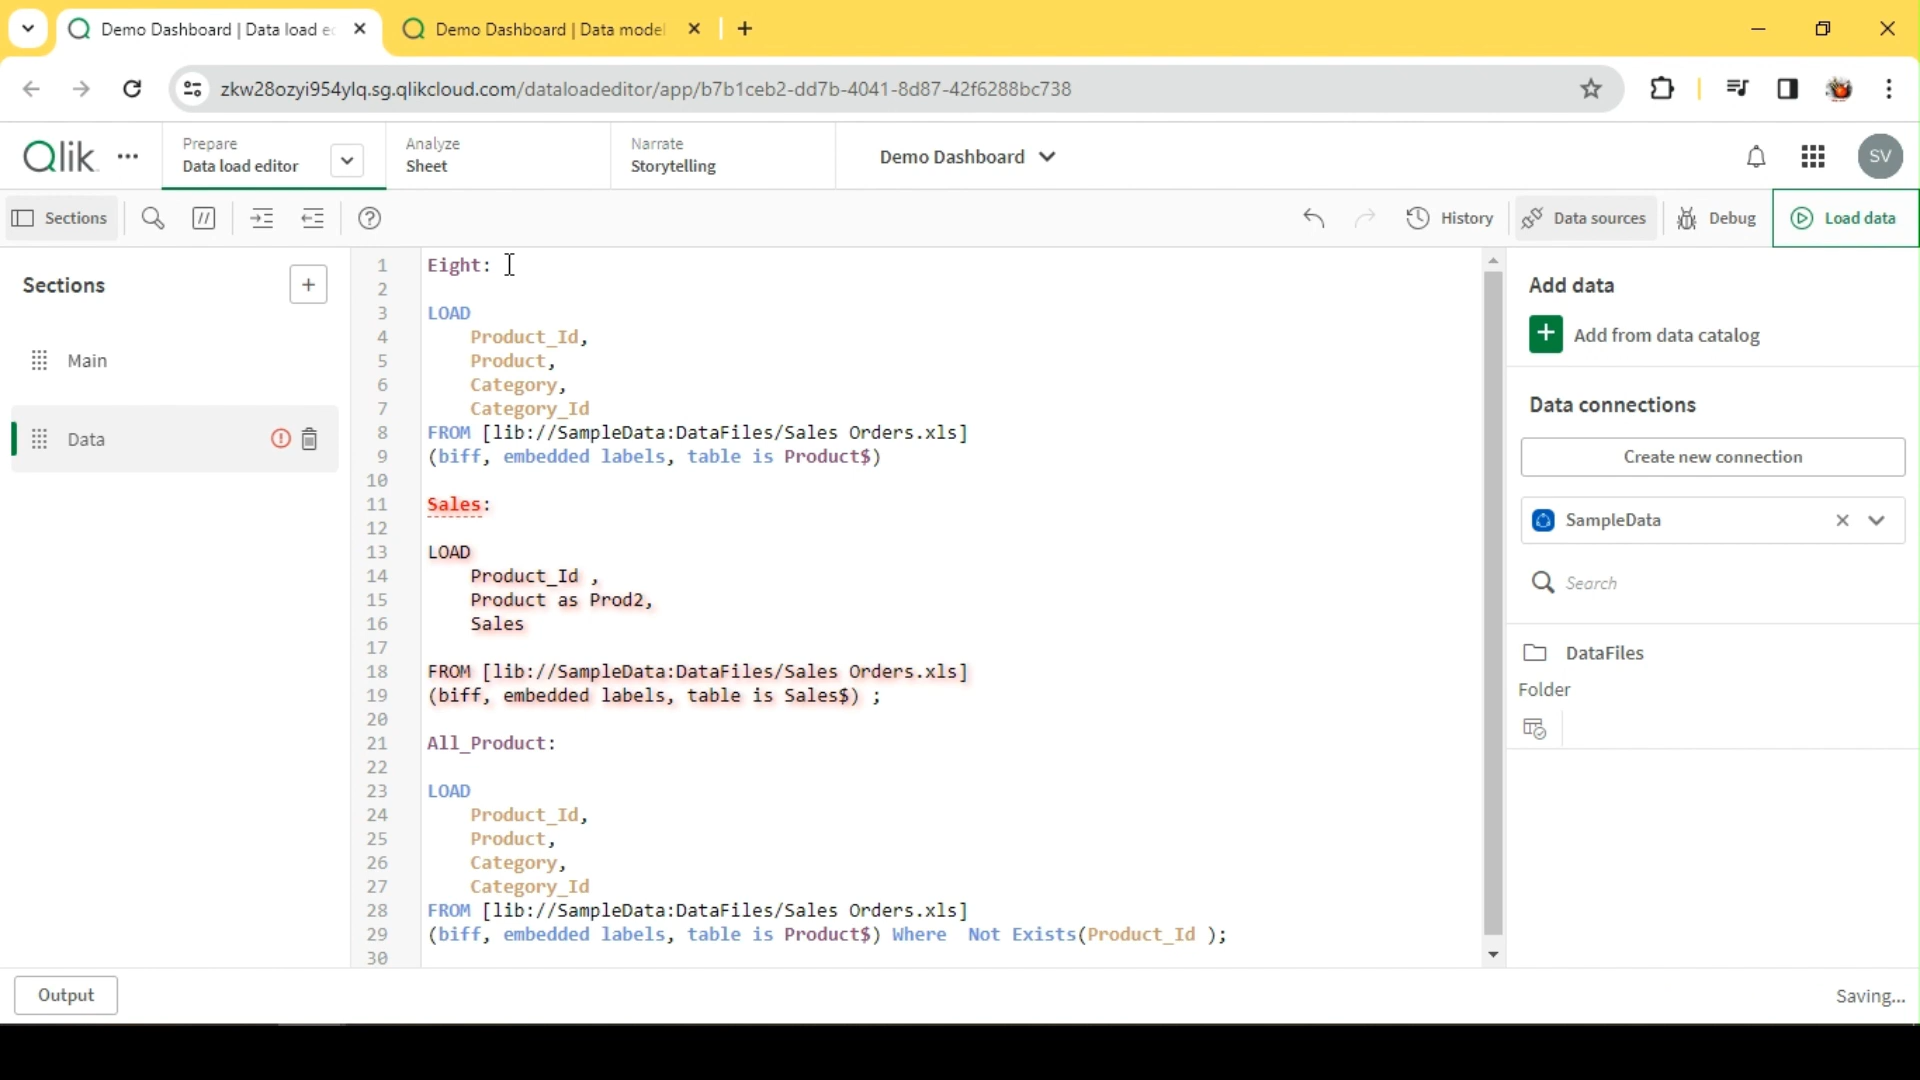 Demo Dashboard | Data load e
Demo Dashboard | Data model
zkw28ozyi954ylq.sg.qlikcloud.com/dataloadeditor/app/b7b1ceb2-dd7b-4041-8d87-42f6288bc738
Qlik
Prepare
Data load editor
Analyze
Sheet
Narrate
Storytelling
Demo Dashboard
SV
Sections
//
History
Data sources
Debug
Load data
Sections
Main
Data
1 Eight:
2
3 LOAD
4 Product_Id,
5 Product,
6 Category,
7 Category_Id
8 FROM [lib://SampleData:DataFiles/Sales Orders.xls]
9 (biff, embedded labels, table is Product$)
10
11 Sales:
12
13 LOAD
14 Product_Id ,
15 Product as Prod2,
16 Sales
17
18 FROM [lib://SampleData:DataFiles/Sales Orders.xls]
19 (biff, embedded labels, table is Sales$) ;
20
21 All_Product:
22
23 LOAD
24 Product_Id,
25 Product,
26 Category,
27 Category_Id
28 FROM [lib://SampleData:DataFiles/Sales Orders.xls]
29 (biff, embedded labels, table is Product$) Where  Not Exists(Product_Id );
30
Add data
Add from data catalog
Data connections
Create new connection
SampleData
Search
DataFiles
Folder
Output
Saving...